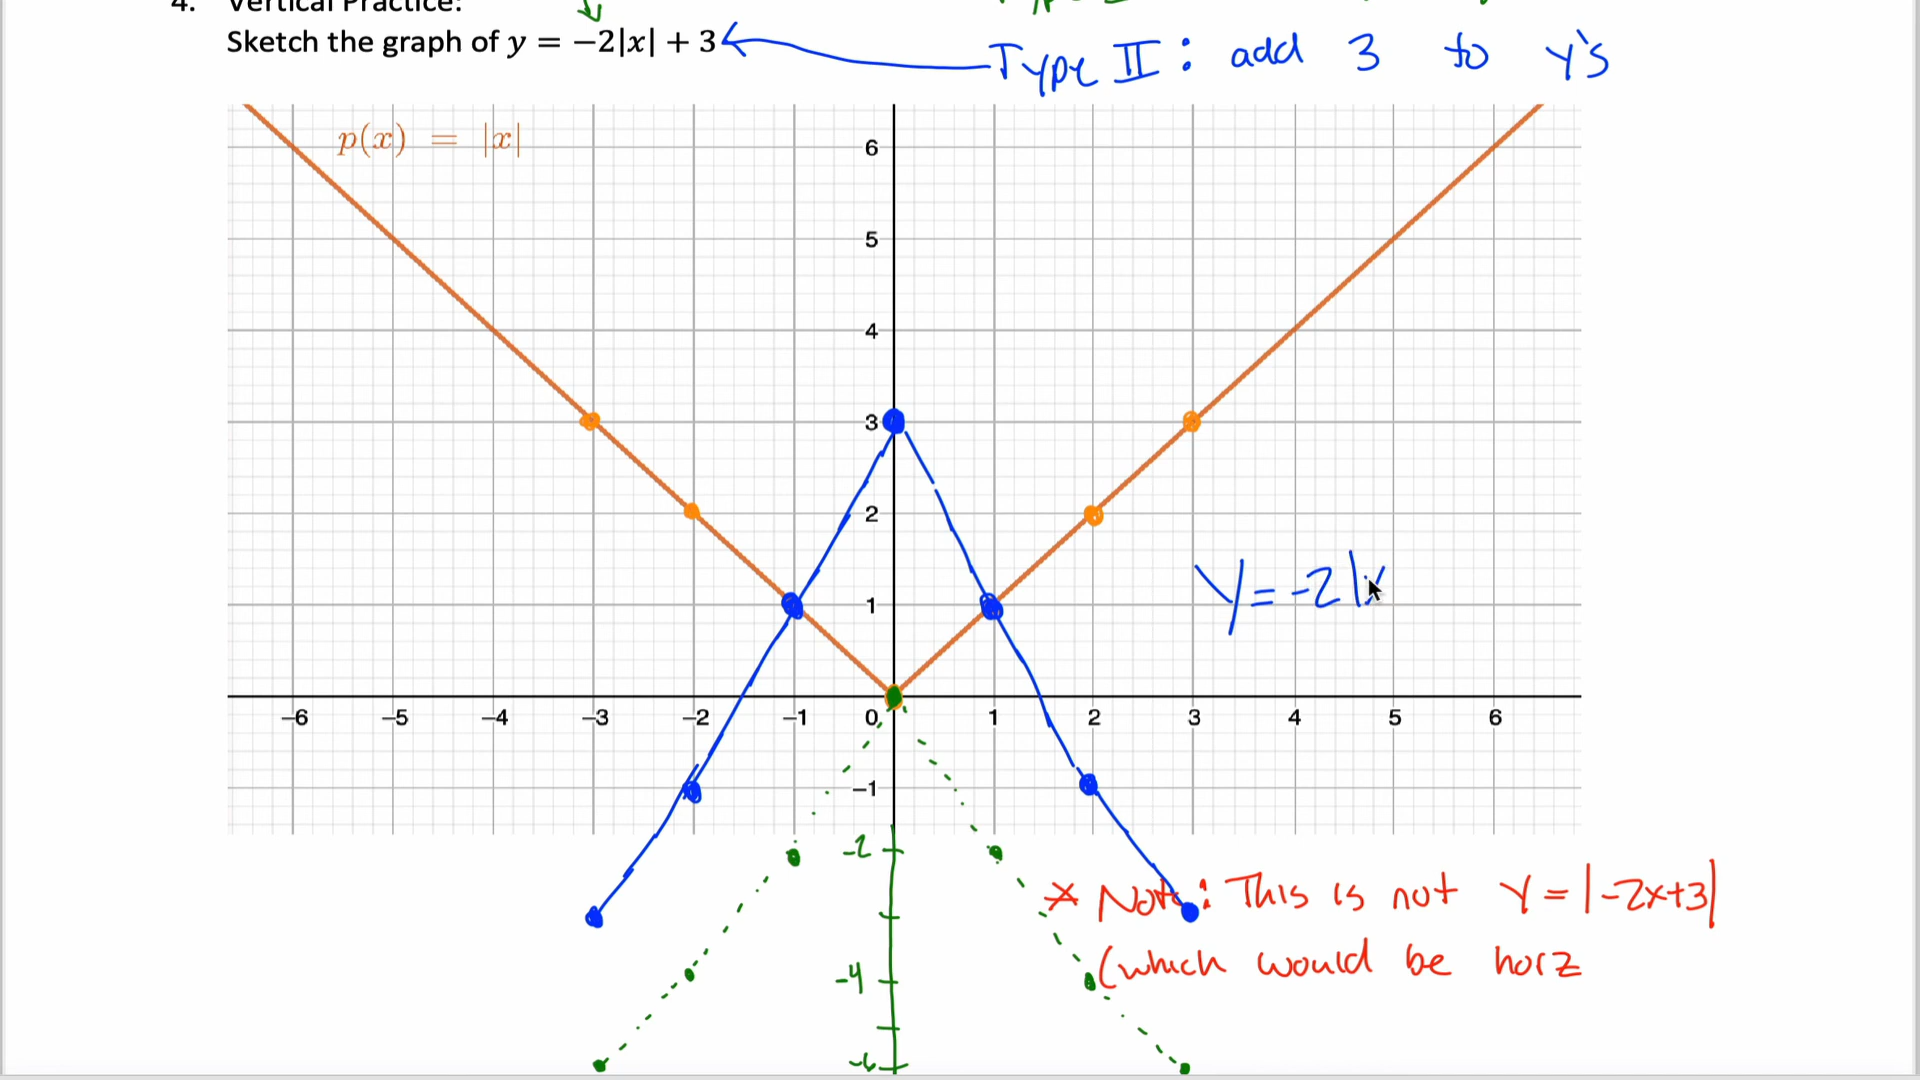 4. Vertical Practice:
Sketch the graph of y = −2|x| + 3
Type II: add 3 to y's
p(x) = |x|
6
5
4
3
2
1
−6 −5 −4 −3 −2 −1 0 1 2 3 4 5 6
−1
y = -2|x
-2
* Note: This is not y = |-2x+3|
(which would be horz
-4
-6